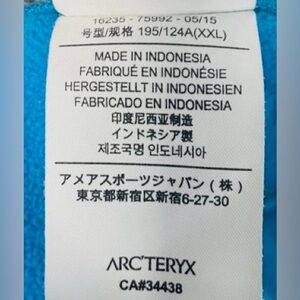 16235 - 75992 - 05/15
号型/规格 195/124A(XXL)
MADE IN INDONESIA
FABRIQUÉ EN INDONÉSIE
HERGESTELLT IN INDONESIEN
FABRICADO EN INDONESIA
印度尼西亚制造
インドネシア製
제조국명 인도네시아
アメアスポーツジャパン(株)
東京都新宿区新宿6-27-30
ARC'TERYX
CA#34438